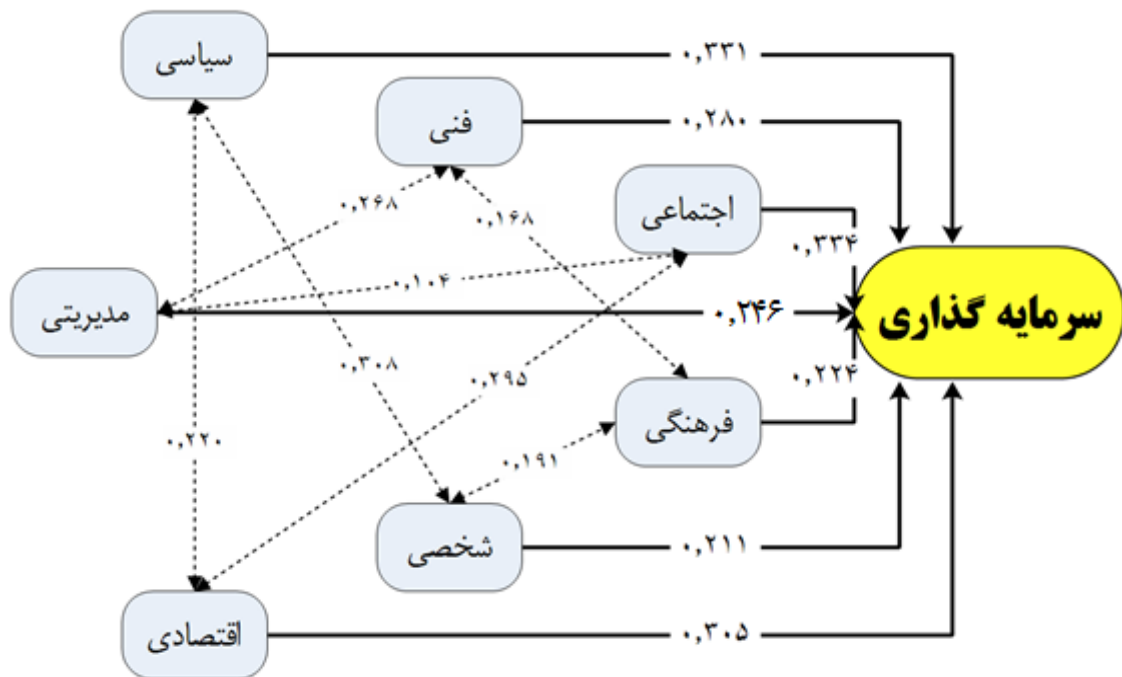 سیاسی
۰,۳۳۱
فنی
۰,۲۸۰
۰,۲۶۸
۰,۱۶۸
اجتماعی
۰,۳۳۴
۰,۱۰۴
مدیریتی
۰,۲۴۶
سرمایه گذاری
۰,۳۰۸
۰,۲۹۵
۰,۲۲۴
فرهنگی
۰,۲۲۰
۰,۱۹۱
شخصی
۰,۲۱۱
اقتصادی
۰,۳۰۵